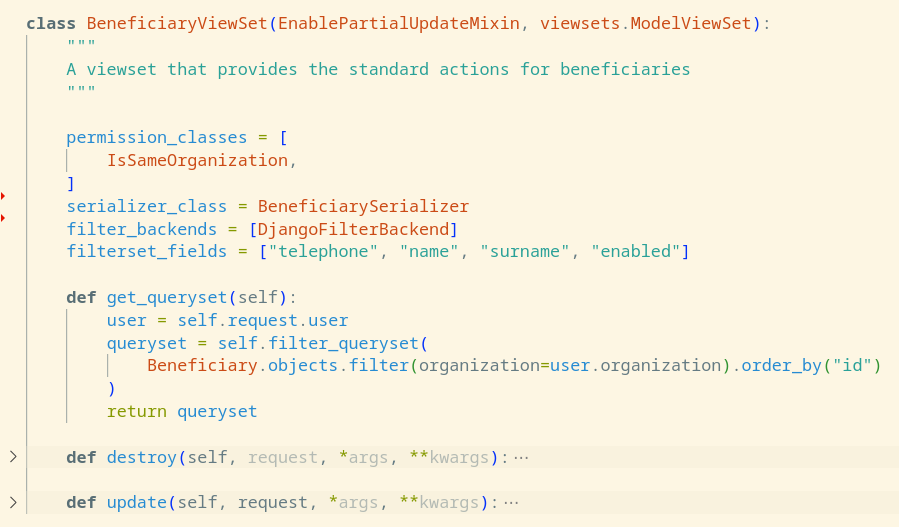 class BeneficiaryViewSet(EnablePartialUpdateMixin, viewsets.ModelViewSet):
    """
    A viewset that provides the standard actions for beneficiaries
    """
    permission_classes = [
        IsSameOrganization,
    ]
    serializer_class = BeneficiarySerializer
    filter_backends = [DjangoFilterBackend]
    filterset_fields = ["telephone", "name", "surname", "enabled"]
    def get_queryset(self):
        user = self.request.user
        queryset = self.filter_queryset(
            Beneficiary.objects.filter(organization=user.organization).order_by("id")
        )
        return queryset
    def destroy(self, request, *args, **kwargs):···
    def update(self, request, *args, **kwargs):···